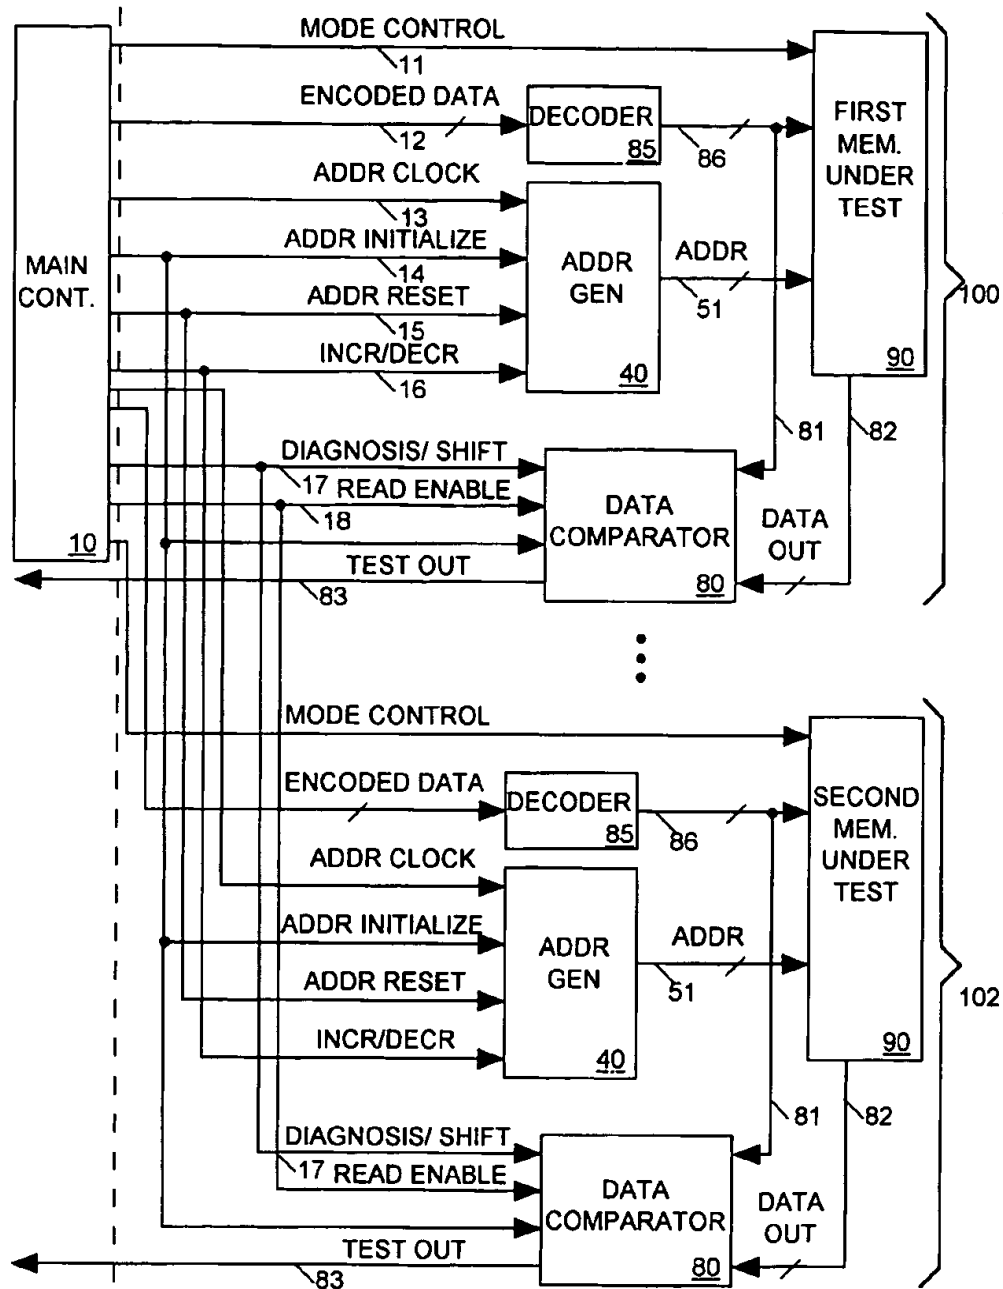 MODE CONTROL
11
ENCODED DATA
12
DECODER
85
86
FIRST
MEM.
UNDER
TEST
90
ADDR CLOCK
13
ADDR INITIALIZE
14
ADDR RESET
15
INCR/DECR
16
MAIN
CONT.
10
ADDR
GEN
40
ADDR
51
100
81
82
DIAGNOSIS/ SHIFT
17
READ ENABLE
18
DATA
COMPARATOR
80
DATA
OUT
TEST OUT
83
MODE CONTROL
ENCODED DATA
DECODER
85
86
SECOND
MEM.
UNDER
TEST
90
ADDR CLOCK
ADDR INITIALIZE
ADDR RESET
INCR/DECR
ADDR
GEN
40
ADDR
51
102
81
82
DIAGNOSIS/ SHIFT
17
READ ENABLE
DATA
COMPARATOR
80
DATA
OUT
TEST OUT
83